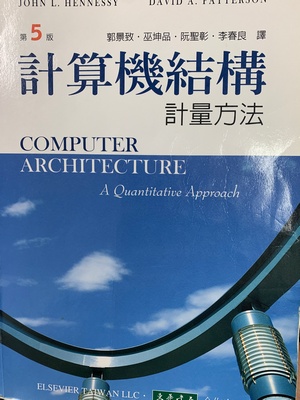 JOHN L. HENNESSY DAVID A. PATTERSON
第5版 郭景致・巫坤品・阮聖彰・李春良 譯
計算機結構
計量方法
COMPUTER
ARCHITECTURE
A Quantitative Approach
ELSEVIER TAIWAN LLC・